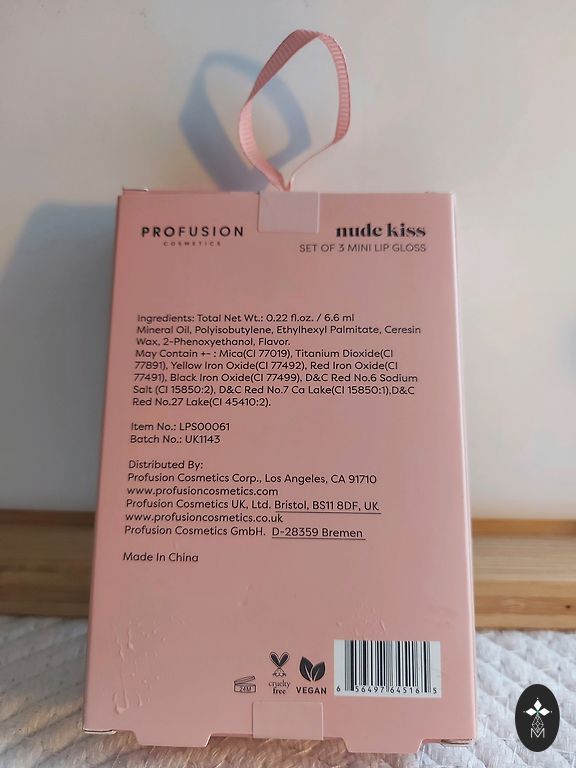 PROFUSION
COSMETICS
nude kiss
SET OF 3 MINI LIP GLOSS
Ingredients: Total Net Wt.: 0.22 fl.oz. / 6.6 ml
Mineral Oil, Polyisobutylene, Ethylhexyl Palmitate, Ceresin
Wax, 2-Phenoxyethanol, Flavor.
May Contain +- : Mica(CI 77019), Titanium Dioxide(CI
77891), Yellow Iron Oxide(CI 77492), Red Iron Oxide(CI
77491), Black Iron Oxide(CI 77499), D&C Red No.6 Sodium
Salt (CI 15850:2), D&C Red No.7 Ca Lake(CI 15850:1),D&C
Red No.27 Lake(CI 45410:2).
Item No.: LPS00061
Batch No.: UK1143
Distributed By:
Profusion Cosmetics Corp., Los Angeles, CA 91710
www.profusioncosmetics.com
Profusion Cosmetics UK, Ltd. Bristol, BS11 8DF, UK
www.profusioncosmetics.co.uk
Profusion Cosmetics GmbH. D-28359 Bremen
Made In China
24M
cruelty
free
VEGAN
6 56497 64516 5